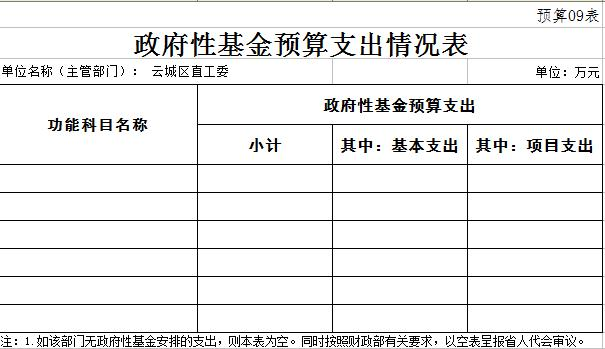 预算09表
政府性基金预算支出情况表
单位名称（主管部门）： 云城区直工委 单位：万元
功能科目名称 政府性基金预算支出
小计 其中：基本支出 其中：项目支出
注：1.如该部门无政府性基金安排的支出，则本表为空。同时按照财政部有关要求，以空表呈报省人代会审议。